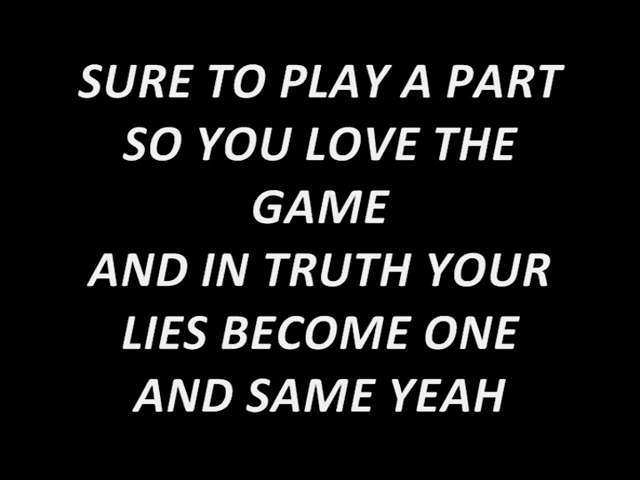 SURE TO PLAY A PART
SO YOU LOVE THE
GAME
AND IN TRUTH YOUR
LIES BECOME ONE
AND SAME YEAH